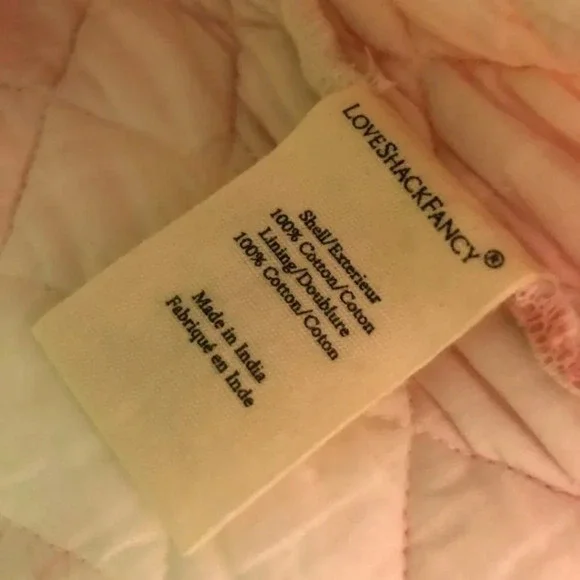 LOVESHACKFANCY®
Shell/Exterieur
100% Cotton/Coton
Lining/Doublure
100% Cotton/Coton
Made in India
Fabriqué en Inde